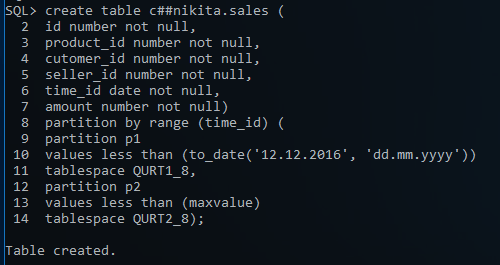 SQL> create table c##nikita.sales (
2 id number not null,
3 product_id number not null,
4 cutomer_id number not null,
5 seller_id number not null,
6 time_id date not null,
7 amount number not null)
8 partition by range (time_id) (
9 partition p1
10 values less than (to_date('12.12.2016', 'dd.mm.yyyy'))
11 tablespace QURT1_8,
12 partition p2
13 values less than (maxvalue)
14 tablespace QURT2_8);
Table created.